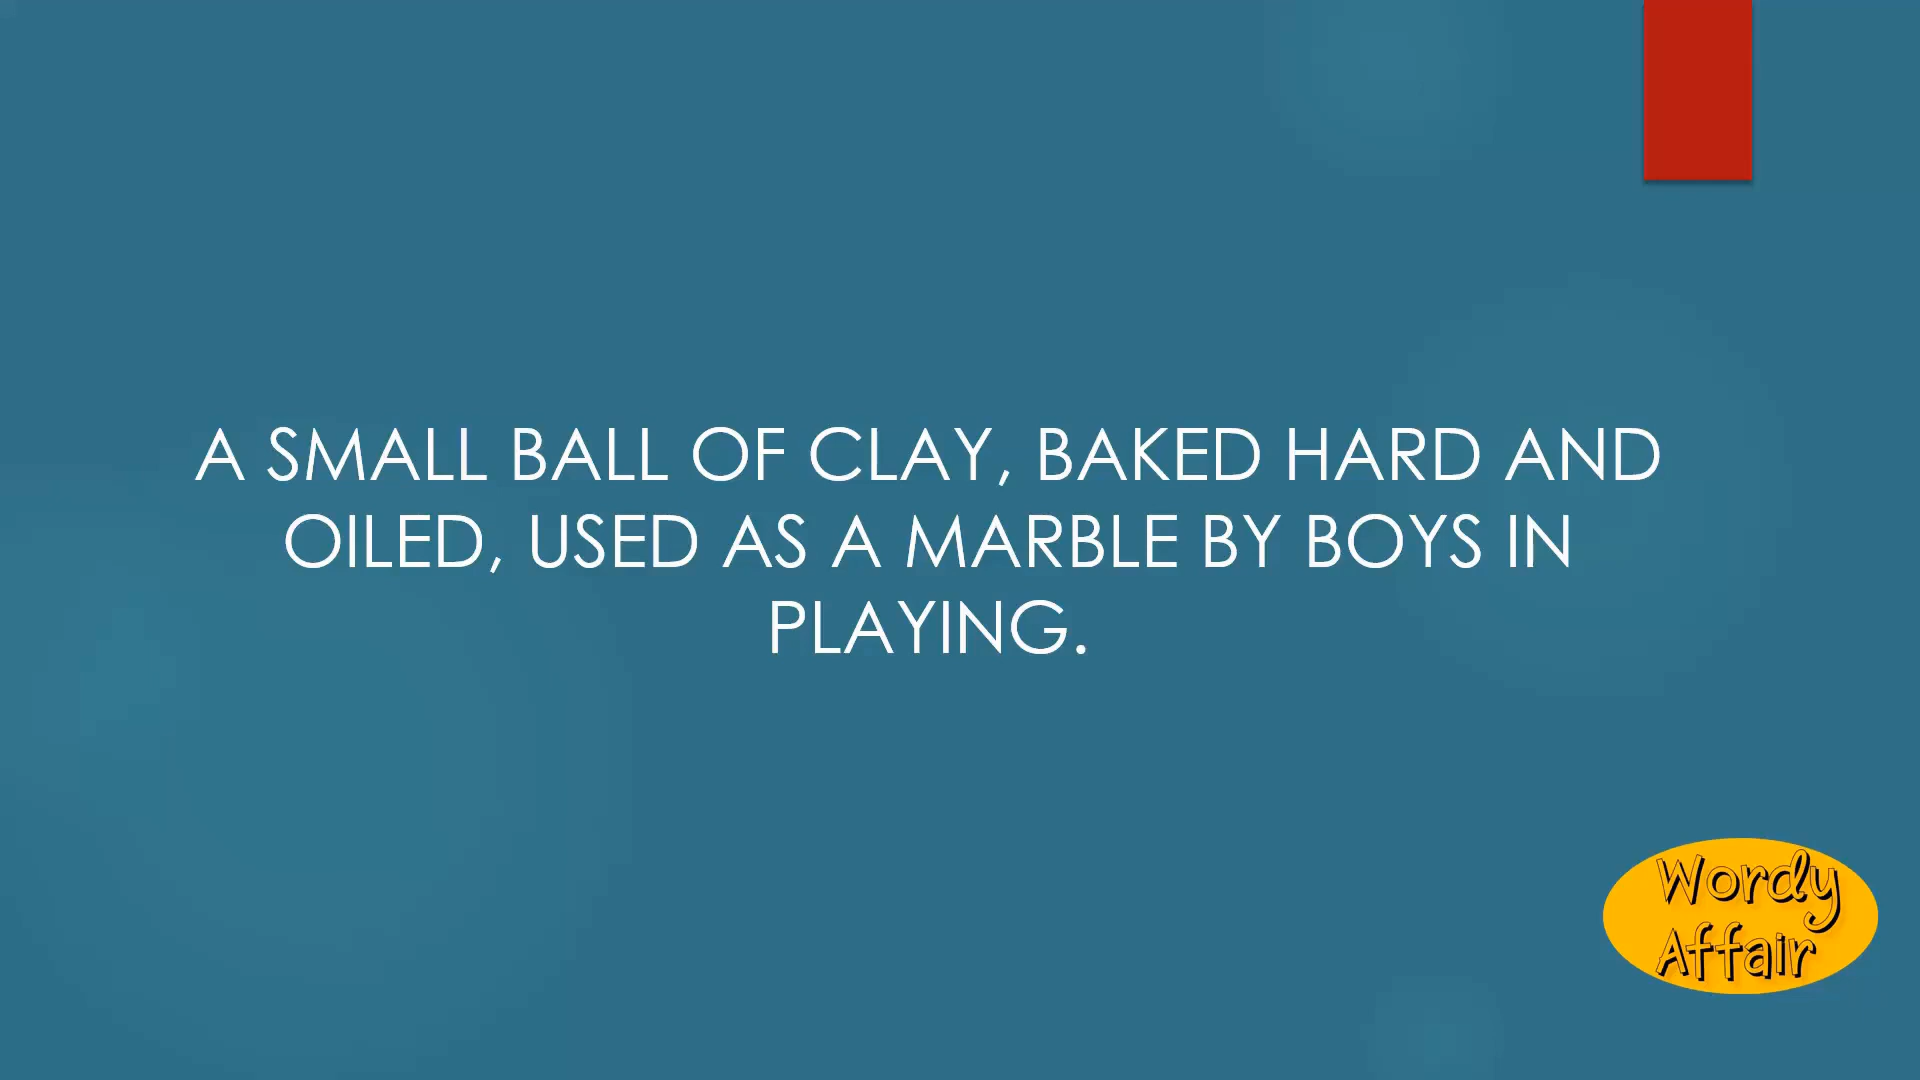 A SMALL BALL OF CLAY, BAKED HARD AND
OILED, USED AS A MARBLE BY BOYS IN
PLAYING.
Wordy
Affair